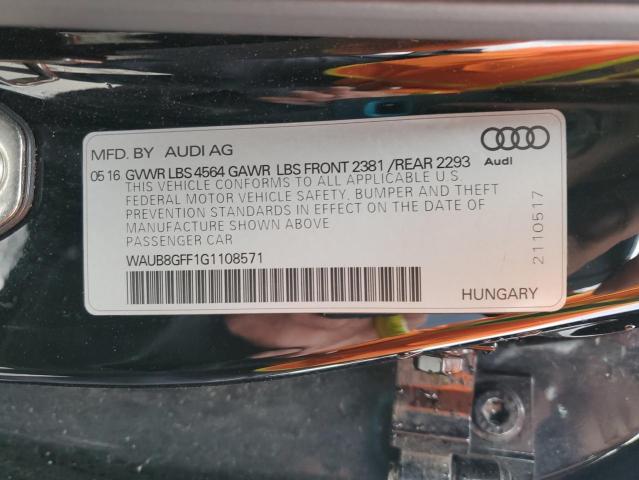 MFD. BY AUDI AG
05 16 GVWR LBS 4564 GAWR LBS FRONT 2381 /REAR 2293
THIS VEHICLE CONFORMS TO ALL APPLICABLE U.S.
FEDERAL MOTOR VEHICLE SAFETY, BUMPER AND THEFT
PREVENTION STANDARDS IN EFFECT ON THE DATE OF
MANUFACTURE SHOWN ABOVE
PASSENGER CAR
WAUB8GFF1G1108571
Audi
2110517
HUNGARY